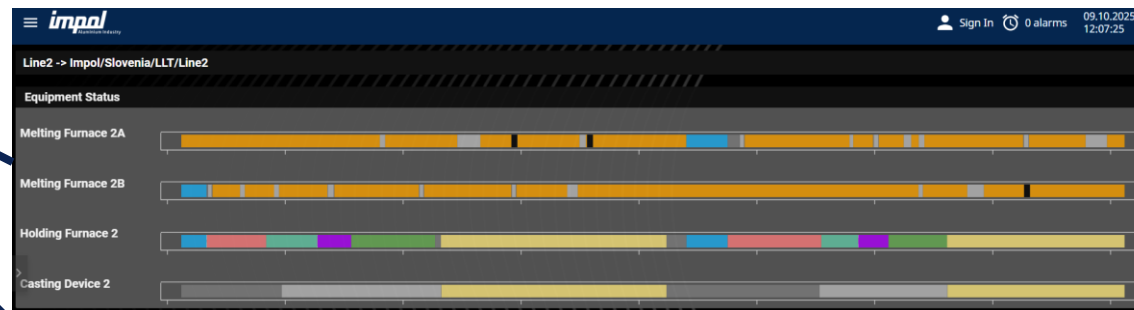 impol
Aluminium Industry
Sign In
0 alarms
09.10.2025
12:07:25
Line2 -> Impol/Slovenia/LLT/Line2
Equipment Status
Melting Furnace 2A
Melting Furnace 2B
Holding Furnace 2
Casting Device 2